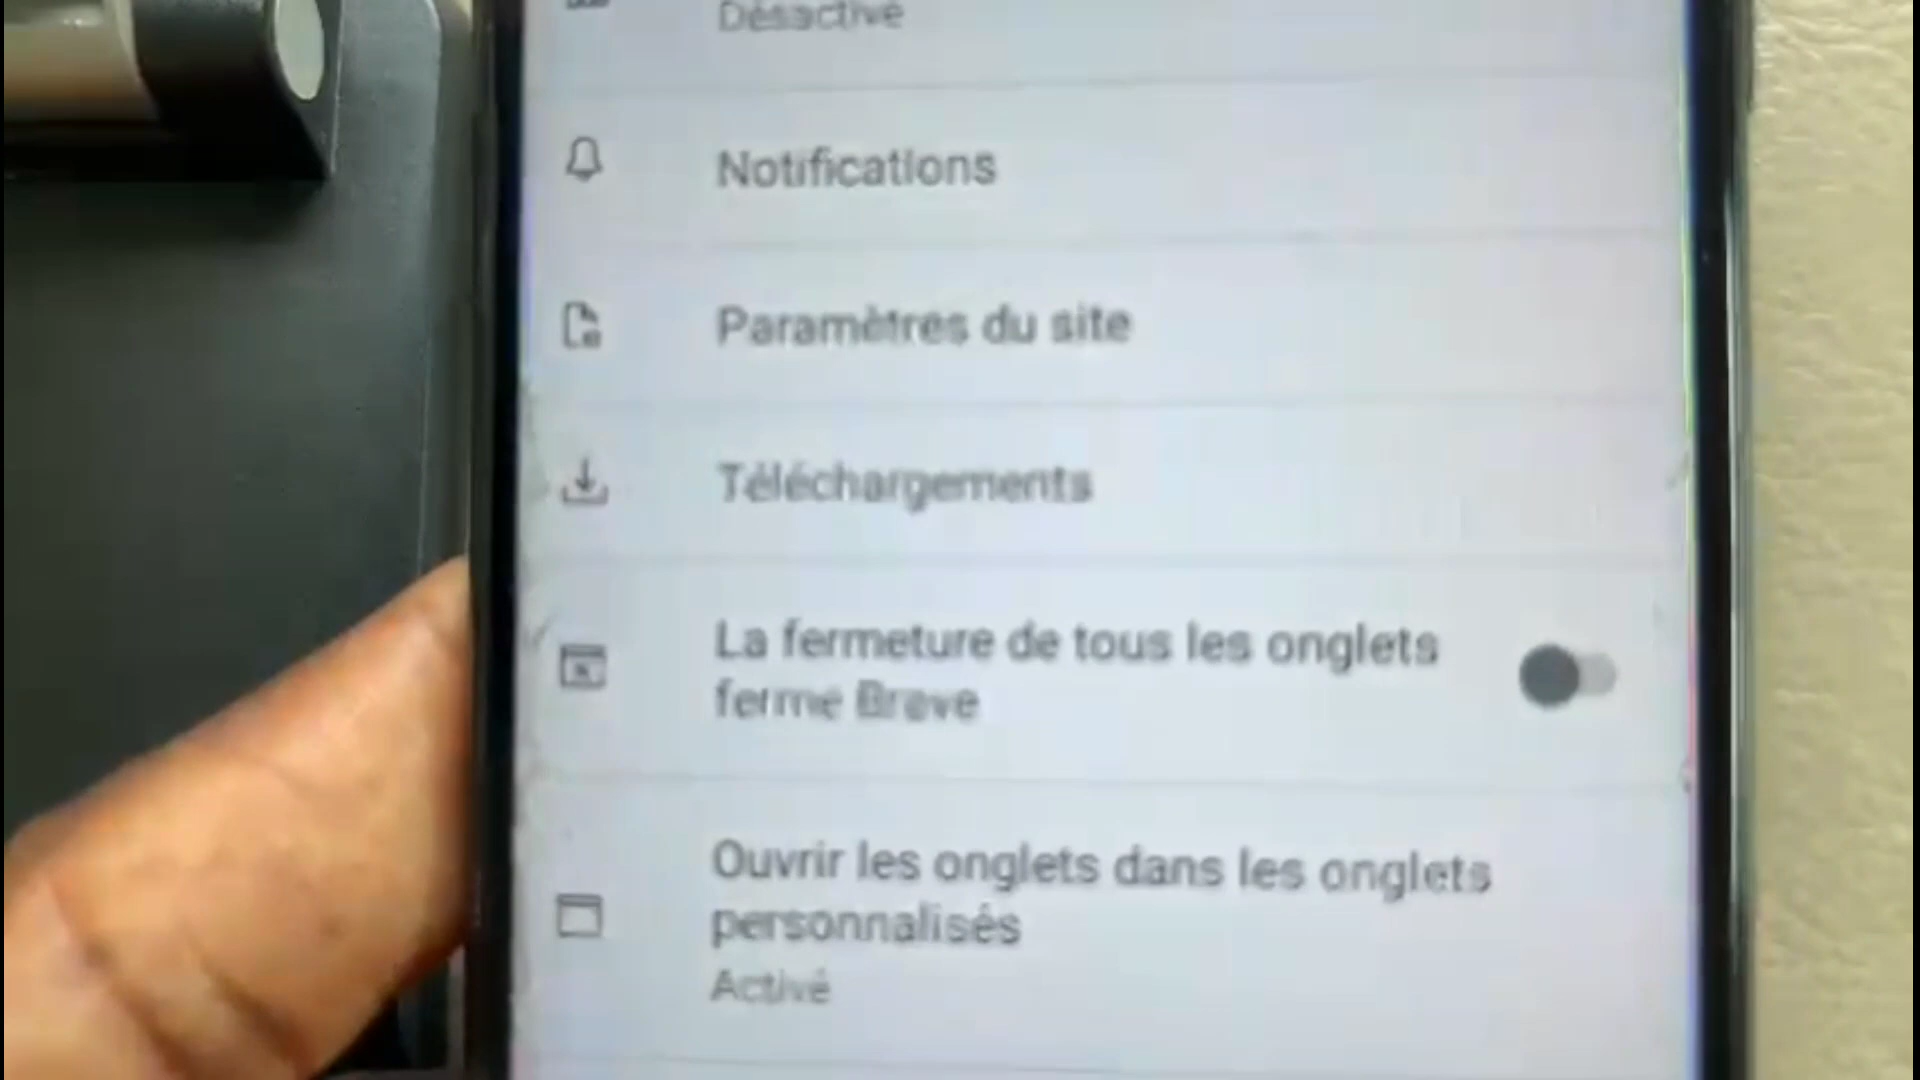 Désactivé
Notifications
Paramètres du site
Téléchargements
La fermeture de tous les onglets
ferme Brave
Ouvrir les onglets dans les onglets
personnalisés
Activé